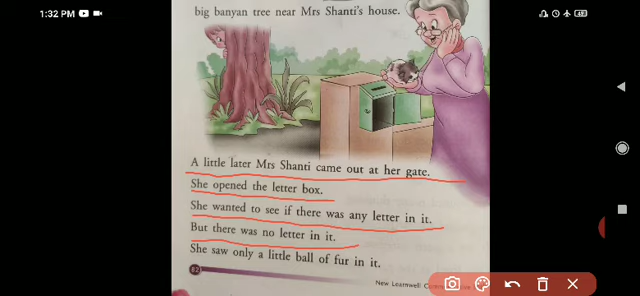 1:32 PM
big banyan tree near Mrs Shanti's house.
A little later Mrs Shanti came out at her gate.
She opened the letter box.
She wanted to see if there was any letter in it.
But there was no letter in it.
She saw only a little ball of fur in it.
New Learnwell